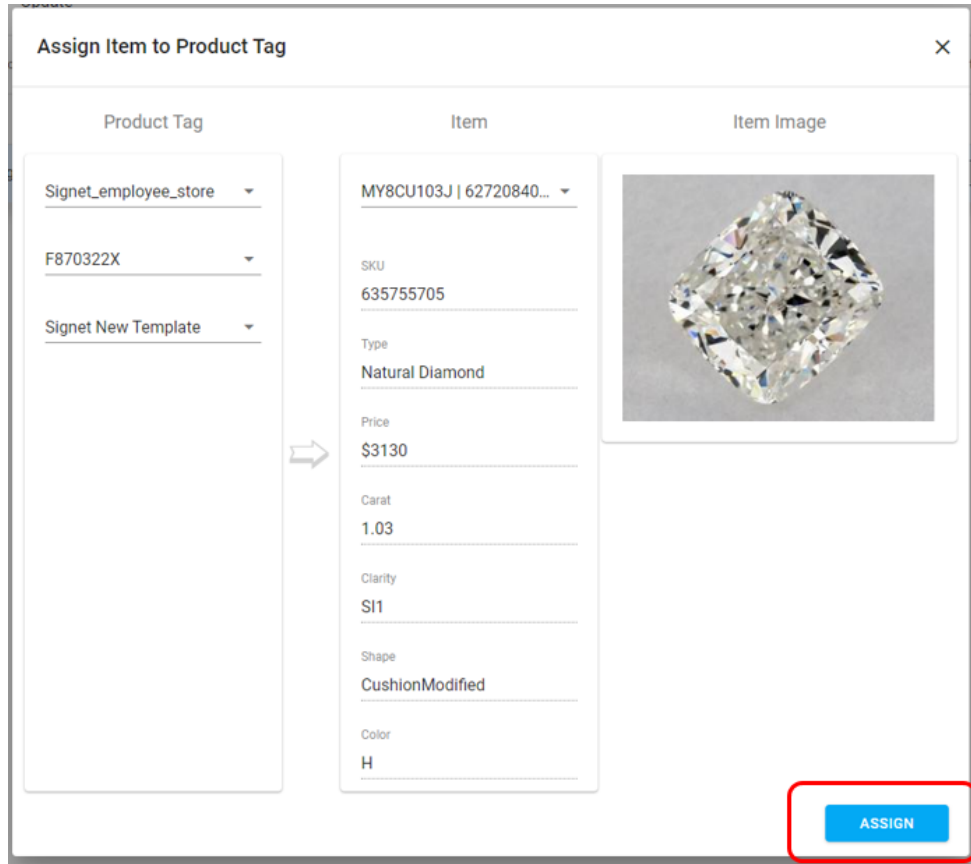 Update
Assign Item to Product Tag
Product Tag
Item
Item Image
Signet_employee_store
F870322X
Signet New Template
MY8CU103J | 62720840...
SKU
635755705
Type
Natural Diamond
Price
$3130
Carat
1.03
Clarity
SI1
Shape
CushionModified
Color
H
ASSIGN